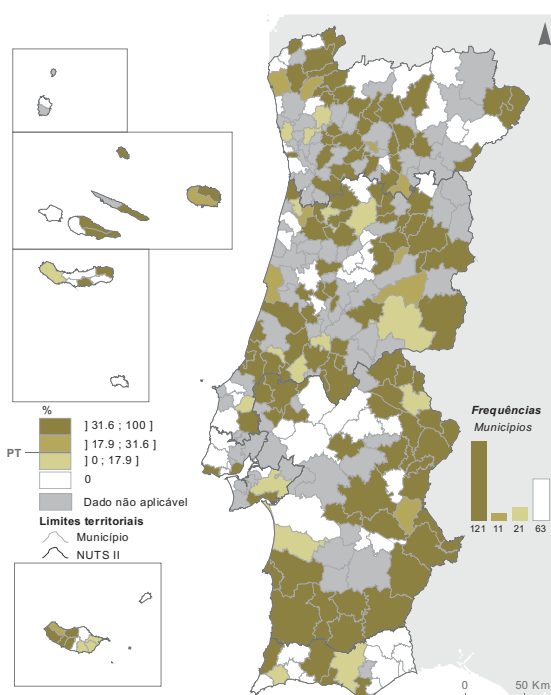 %
] 31.6 ; 100 ]
] 17.9 ; 31.6 ]
PT
] 0 ; 17.9 ]
0
Dado não aplicável
Limites territoriais
Município
NUTS II
Frequências
Municípios
121 11 21 63
0 50 Km